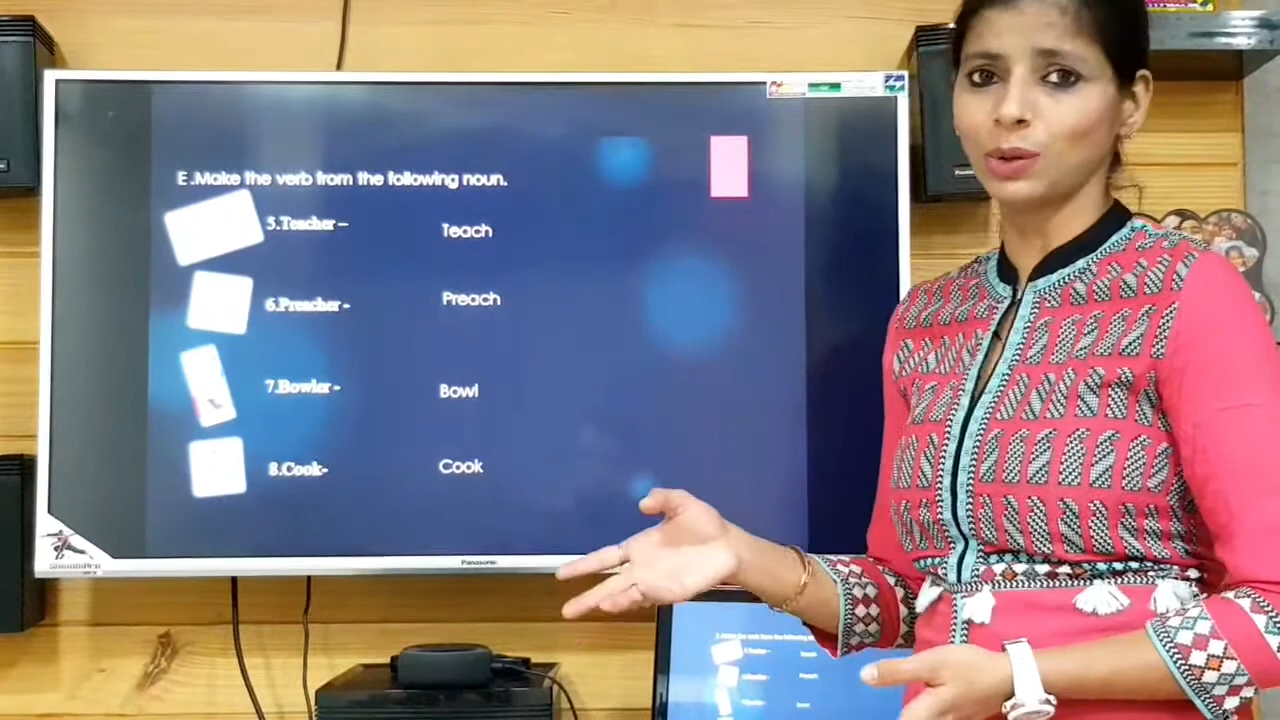 E .Make the verb from the following noun.
5.Teacher – Teach
6.Preacher - Preach
7.Bowler - Bowl
8.Cook- Cook
Panasonic